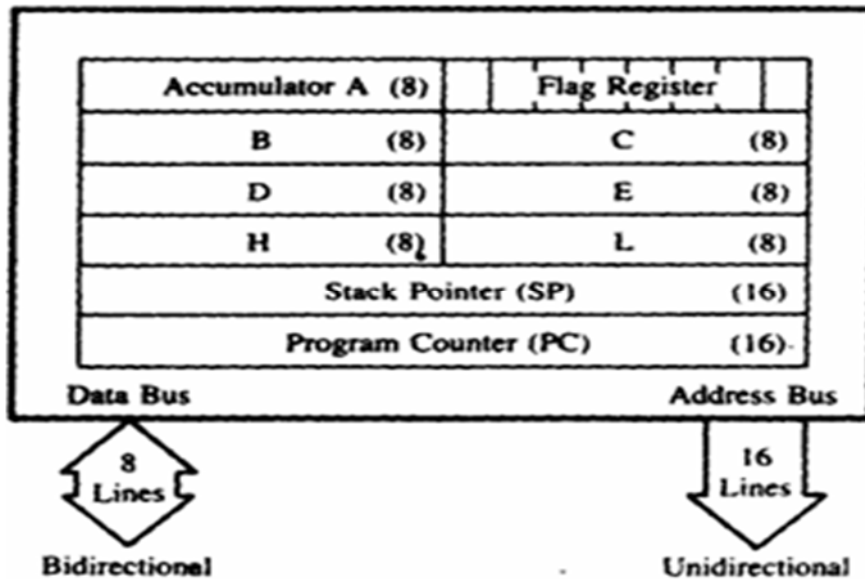 Accumulator A (8) Flag Register
B (8) C (8)
D (8) E (8)
H (8) L (8)
Stack Pointer (SP) (16)
Program Counter (PC) (16)
Data Bus Address Bus
8 Lines 16 Lines
Bidirectional Unidirectional